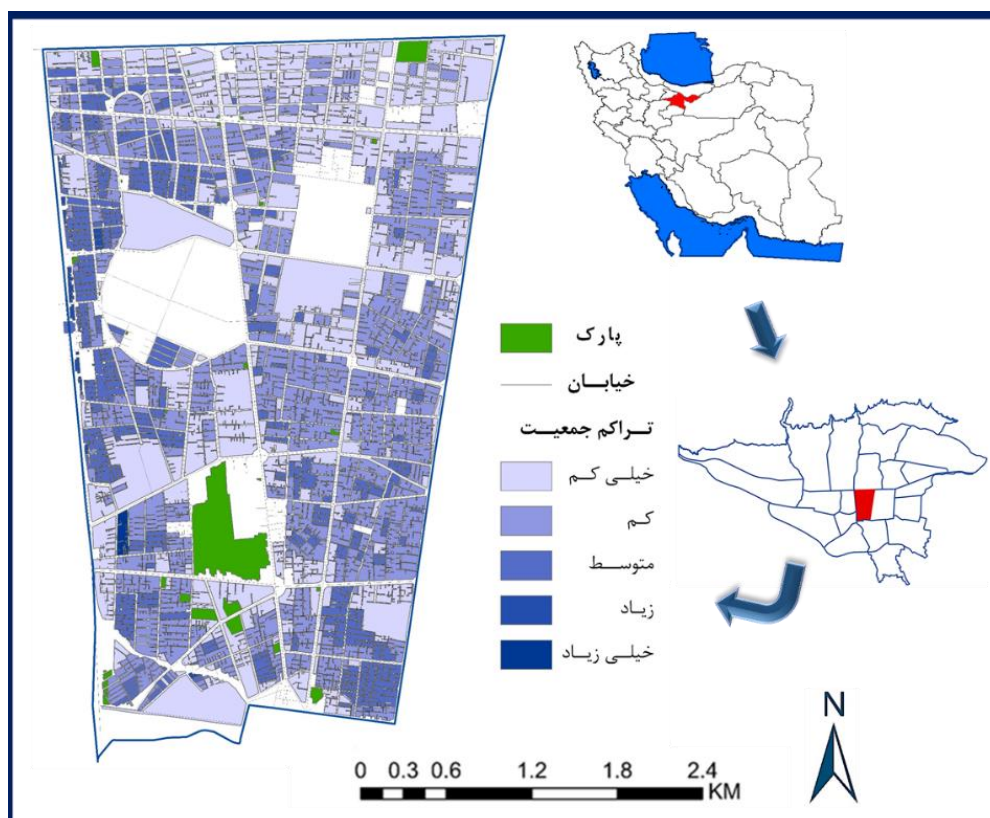 پارک
خیابان
تراکم جمعیت
خیلی کم
کم
متوسط
زیاد
خیلی زیاد
N
0 0.3 0.6 1.2 1.8 2.4
KM